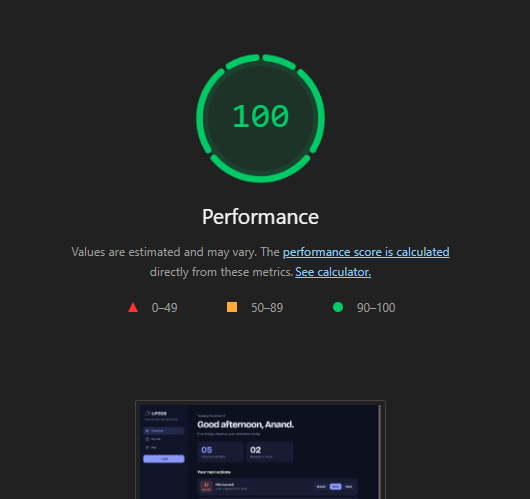 100
Performance
Values are estimated and may vary. The performance score is calculated
directly from these metrics. See calculator.
0–49
50–89
90–100
Good afternoon, Anand.
05
02
Your next actions